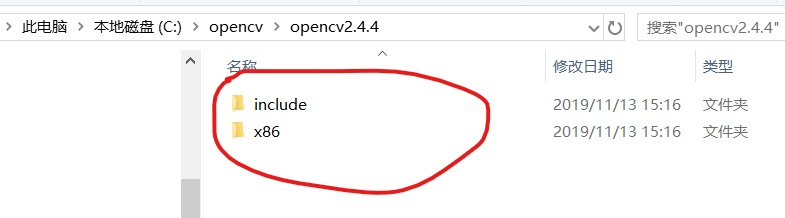 此电脑 > 本地磁盘 (C:) > opencv > opencv2.4.4 搜索"opencv2.4.4"
名称 修改日期 类型
include 2019/11/13 15:16 文件夹
x86 2019/11/13 15:16 文件夹